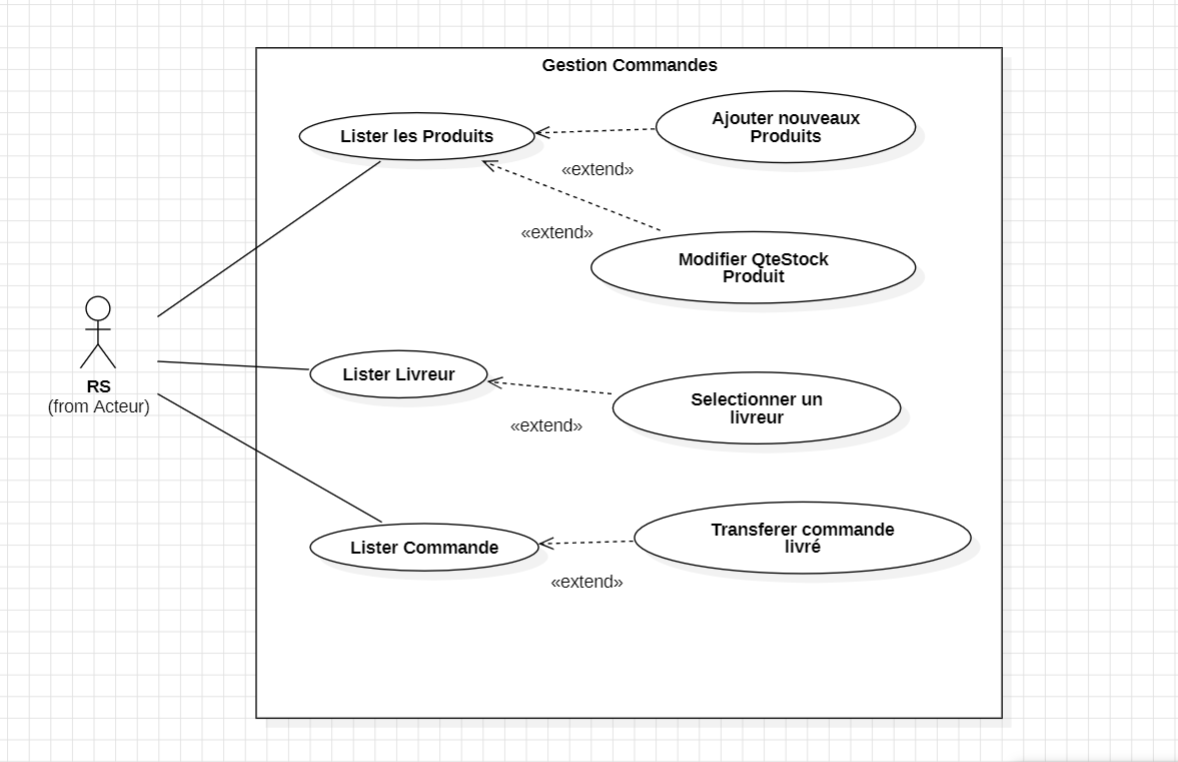 Gestion Commandes
Lister les Produits
Ajouter nouveaux
Produits
«extend»
«extend»
Modifier QteStock
Produit
RS
(from Acteur)
Lister Livreur
Selectionner un
livreur
«extend»
Lister Commande
Transferer commande
livré
«extend»